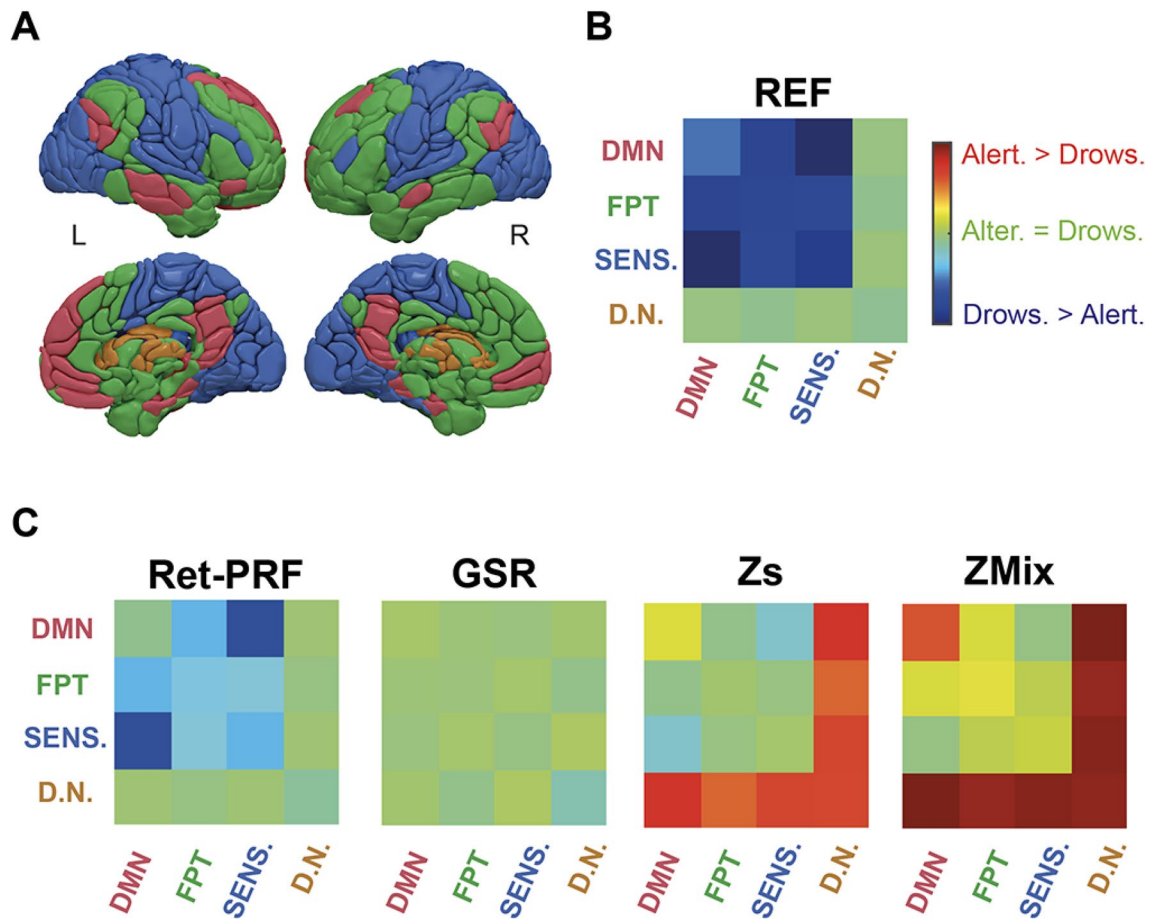 A
L
R
B
REF
DMN
FPT
SENS.
D.N.
DMN
FPT
SENS.
D.N.
Alert. > Drows.
Alter. = Drows.
Drows. > Alert.
C
Ret-PRF
GSR
Zs
ZMix
DMN
FPT
SENS.
D.N.
DMN
FPT
SENS.
D.N.
DMN
FPT
SENS.
D.N.
DMN
FPT
SENS.
D.N.
DMN
FPT
SENS.
D.N.